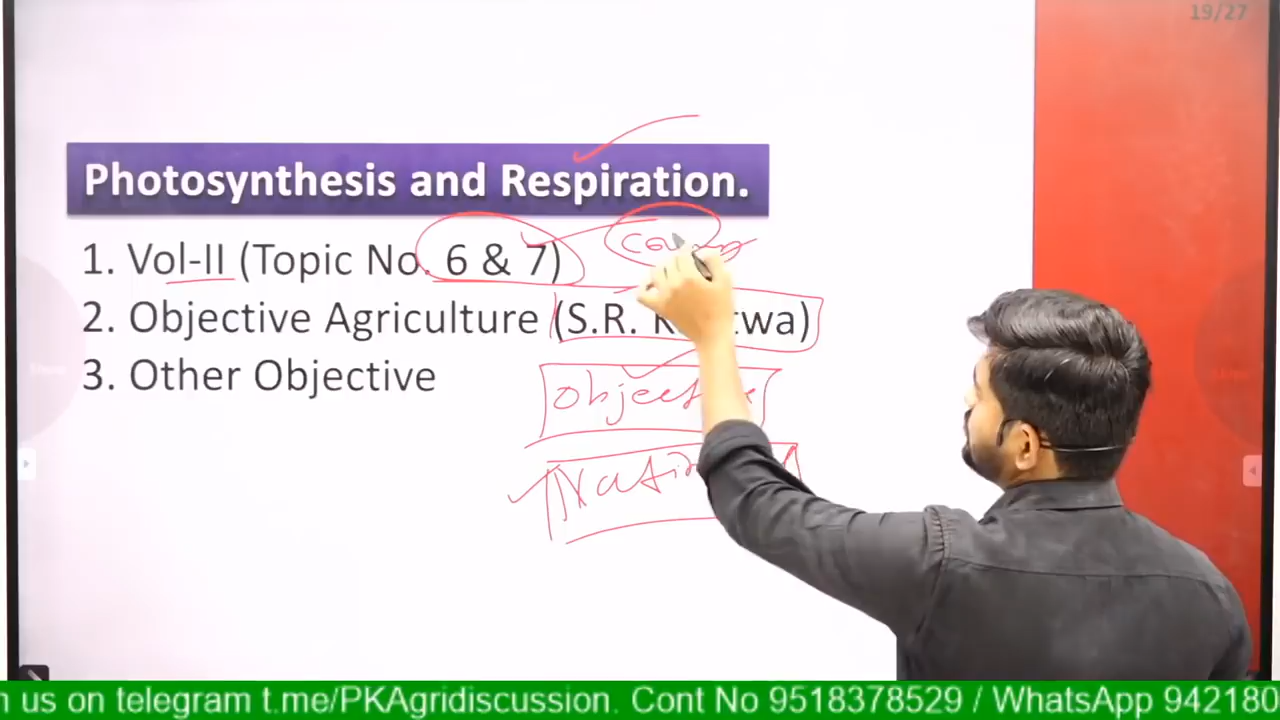 19/27
Photosynthesis and Respiration.
1. Vol-II (Topic No. 6 & 7)
2. Objective Agriculture (S.R. twa)
3. Other Objective
n us on telegram t.me/PKAgridiscussion. Cont No 9518378529 / WhatsApp 942180